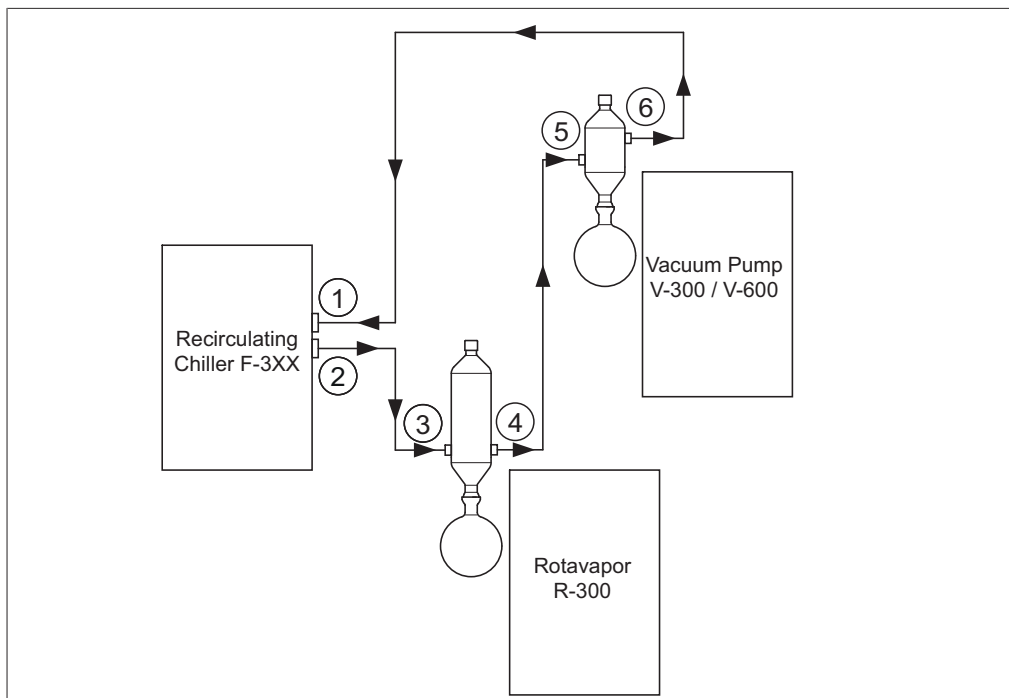 6
5
Vacuum Pump
V-300 / V-600
1
Recirculating
Chiller F-3XX
2
3
4
Rotavapor
R-300